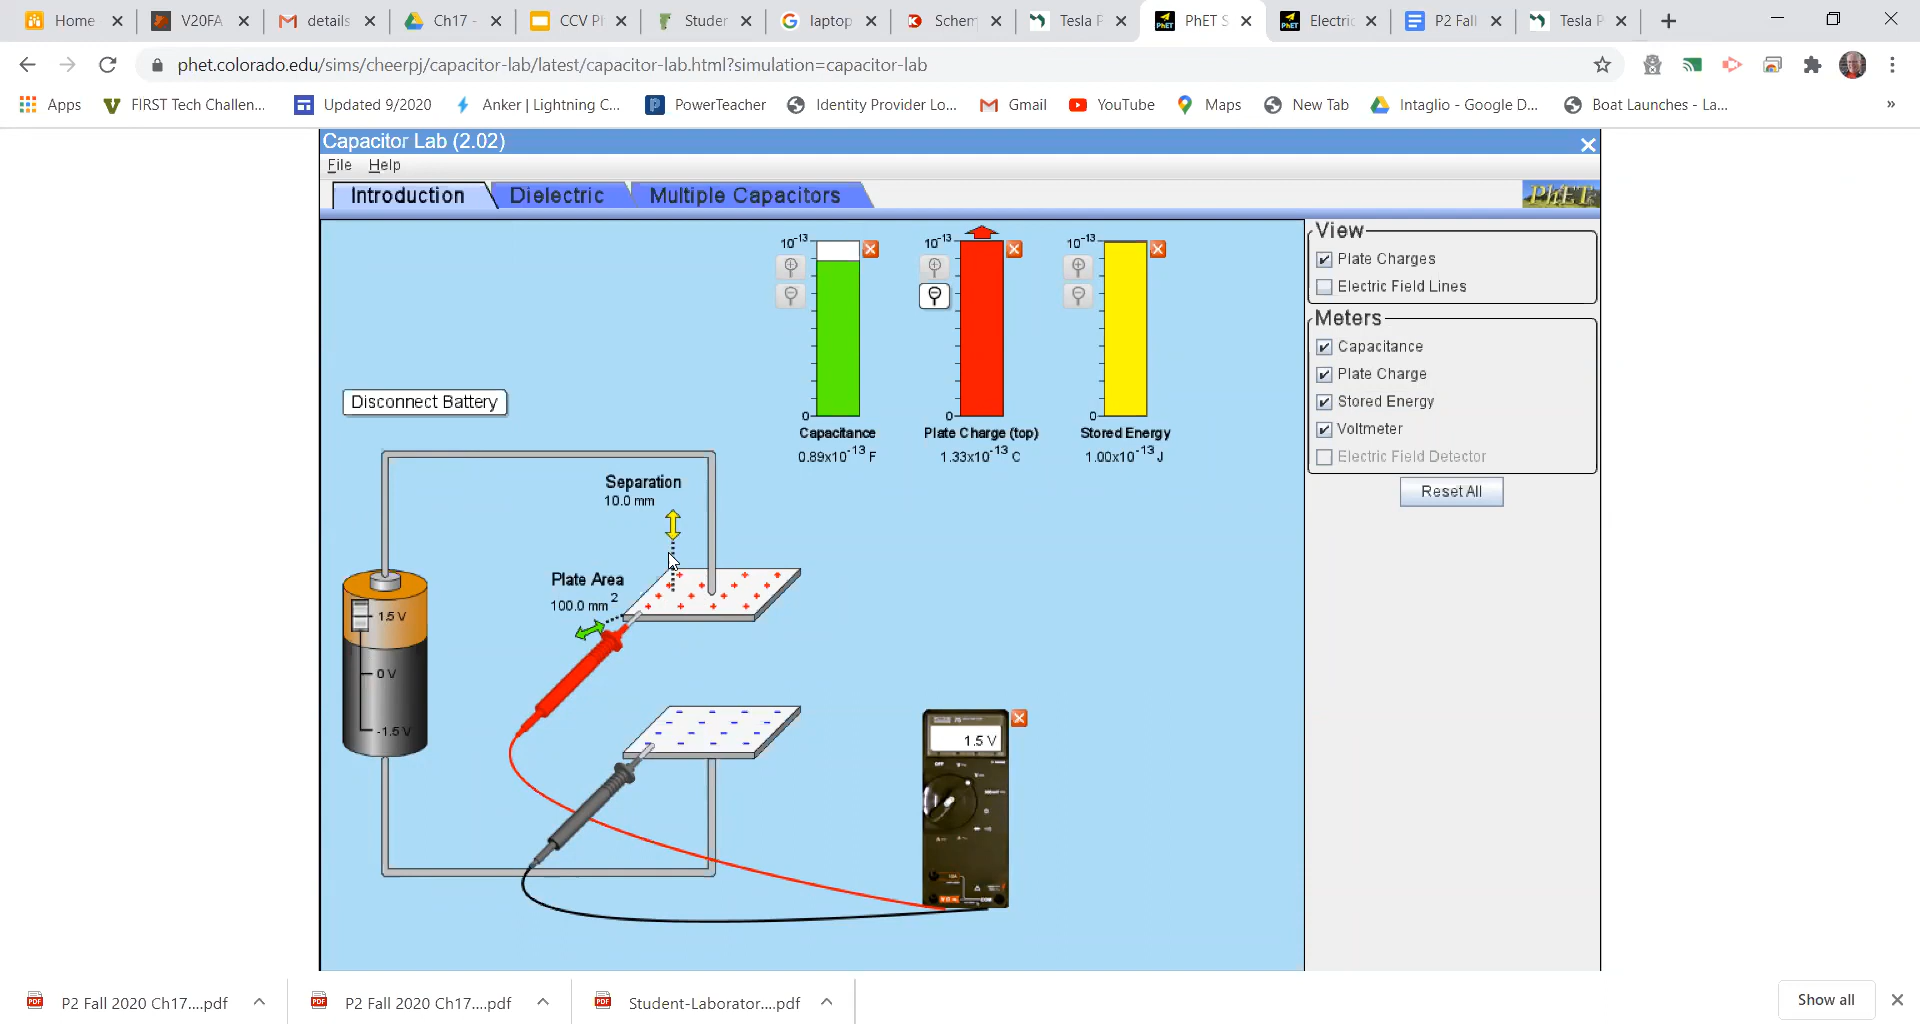 Home
V20FA
details
Ch17 -
CCV Ph
Studer
laptop
Schem
Tesla P
PhET S
Electric
P2 Fall
Tesla P
phet.colorado.edu/sims/cheerpj/capacitor-lab/latest/capacitor-lab.html?simulation=capacitor-lab
Apps
FIRST Tech Challen...
Updated 9/2020
Anker | Lightning C...
PowerTeacher
Identity Provider Lo...
Gmail
YouTube
Maps
New Tab
Intaglio - Google D...
Boat Launches - La...
»
Capacitor Lab (2.02)
File Help
Introduction
Dielectric
Multiple Capacitors
PhET
View
Plate Charges
Electric Field Lines
Meters
Capacitance
Plate Charge
Stored Energy
Voltmeter
Electric Field Detector
Reset All
10⁻¹³
0
Capacitance
0.89x10⁻¹³ F
10⁻¹³
0
Plate Charge (top)
1.33x10⁻¹³ C
10⁻¹³
0
Stored Energy
1.00x10⁻¹³ J
Disconnect Battery
Separation
10.0 mm
Plate Area
100.0 mm²
1.5 V
0 V
-1.5 V
1.5 V
P2 Fall 2020 Ch17....pdf
P2 Fall 2020 Ch17....pdf
Student-Laborator....pdf
Show all